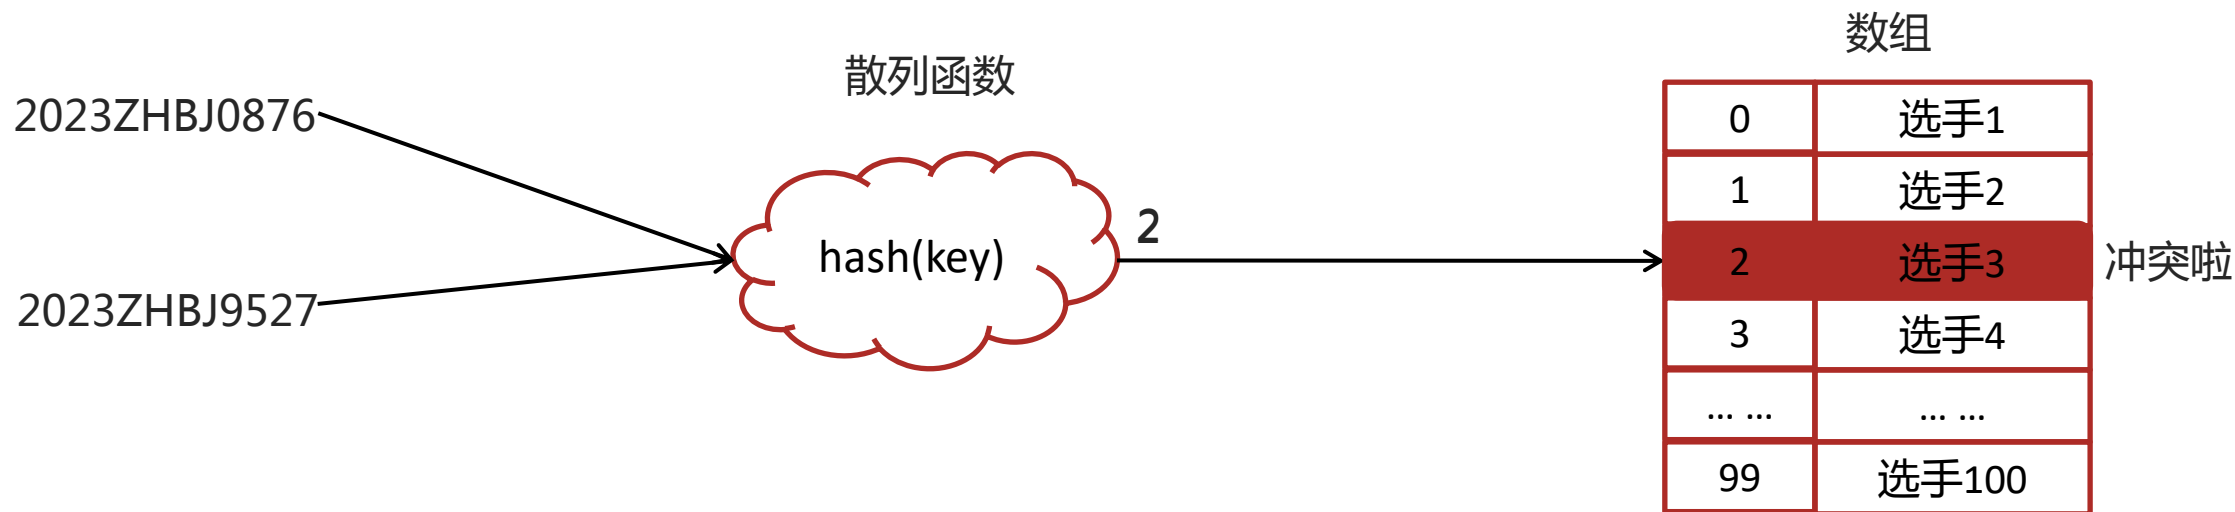 数组
散列函数
2023ZHBJ0876
2023ZHBJ9527
hash(key)
2
0 选手1
1 选手2
2 选手3
冲突啦
3 选手4
... ... ... ...
99 选手100